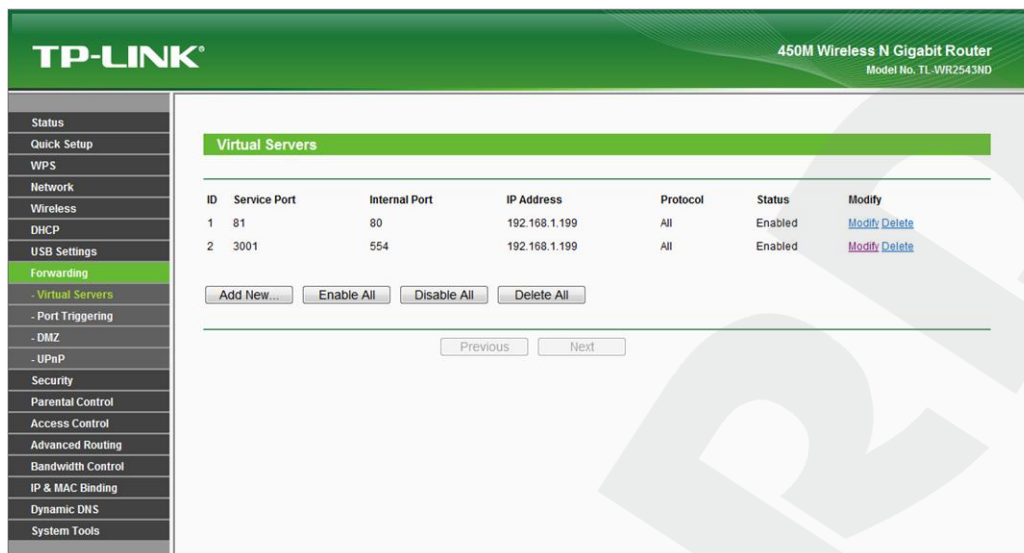 TP-LINK®
450M Wireless N Gigabit Router
Model No. TL-WR2543ND
Status
Quick Setup
WPS
Network
Wireless
DHCP
USB Settings
Forwarding
- Virtual Servers
- Port Triggering
- DMZ
- UPnP
Security
Parental Control
Access Control
Advanced Routing
Bandwidth Control
IP & MAC Binding
Dynamic DNS
System Tools
Virtual Servers
ID Service Port Internal Port IP Address Protocol Status Modify
1 81 80 192.168.1.199 All Enabled Modify Delete
2 3001 554 192.168.1.199 All Enabled Modify Delete
Add New... Enable All Disable All Delete All
Previous Next